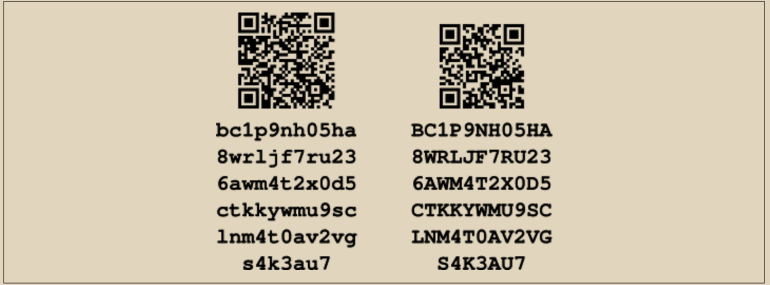 bc1p9nh05ha
8wrljf7ru23
6awm4t2x0d5
ctkkywmu9sc
lnm4t0av2vg
s4k3au7
BC1P9NH05HA
8WRLJF7RU23
6AWM4T2X0D5
CTKKYWMU9SC
LNM4T0AV2VG
S4K3AU7